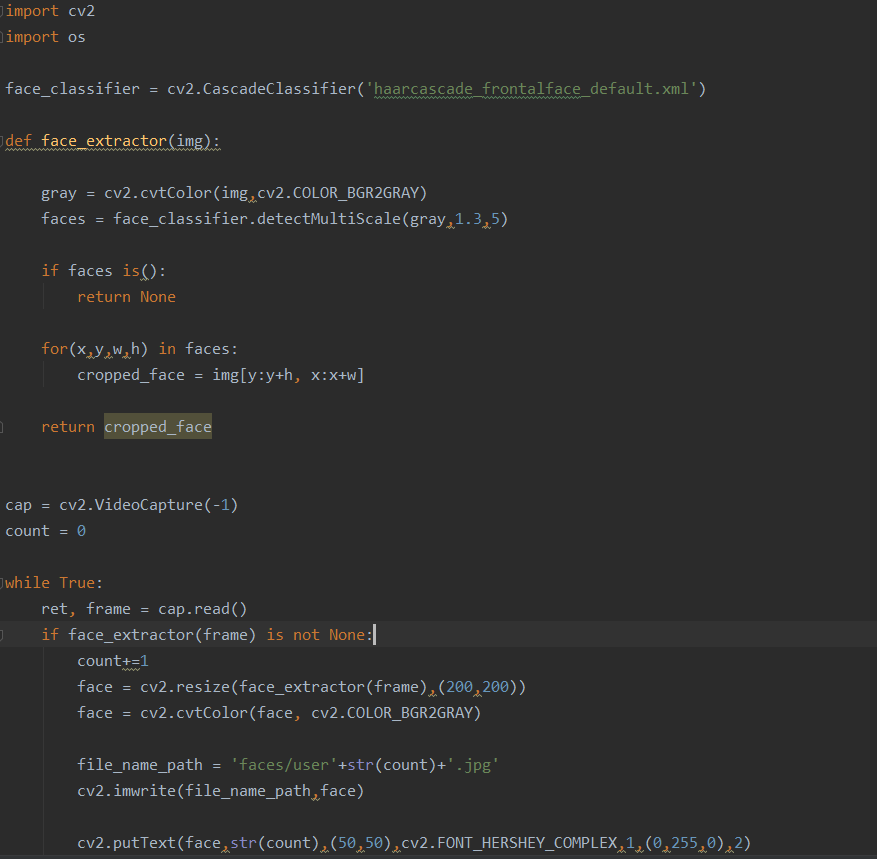 import cv2
import os
face_classifier = cv2.CascadeClassifier('haarcascade_frontalface_default.xml')
def face_extractor(img):
gray = cv2.cvtColor(img,cv2.COLOR_BGR2GRAY)
faces = face_classifier.detectMultiScale(gray,1.3,5)
if faces is():
return None
for(x,y,w,h) in faces:
cropped_face = img[y:y+h, x:x+w]
return cropped_face
cap = cv2.VideoCapture(-1)
count = 0
while True:
ret, frame = cap.read()
if face_extractor(frame) is not None:
count+=1
face = cv2.resize(face_extractor(frame),(200,200))
face = cv2.cvtColor(face, cv2.COLOR_BGR2GRAY)
file_name_path = 'faces/user'+str(count)+'.jpg'
cv2.imwrite(file_name_path,face)
cv2.putText(face,str(count),(50,50),cv2.FONT_HERSHEY_COMPLEX,1,(0,255,0),2)